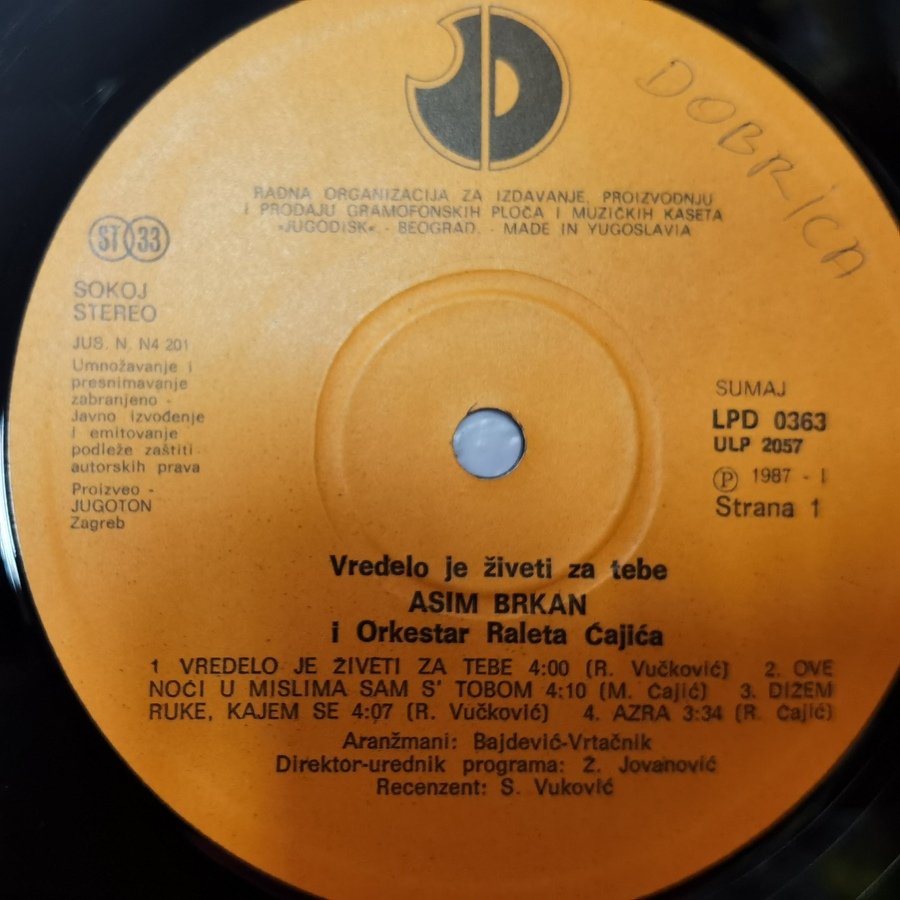 DOBRICA
RADNA ORGANIZACIJA ZA IZDAVANJE, PROIZVODNJU
I PRODAJU GRAMOFONSKIH PLOČA I MUZIČKIH KASETA
»JUGODISK« - BEOGRAD. - MADE IN YUGOSLAVIA
ST 33
SOKOJ
STEREO
JUS. N. N4 201
Umnožavanje i
presnimavanje
zabranjeno -
Javno izvođenje
i emitovanje
podleže zaštiti
autorskih prava
Proizveo -
JUGOTON
Zagreb
SUMAJ
LPD 0363
ULP 2057
Ⓟ 1987 - I
Strana 1
Vredelo je živeti za tebe
ASIM BRKAN
i Orkestar Raleta Ćajića
1 VREDELO JE ŽIVETI ZA TEBE 4:00 (R. Vučković) 2. OVE
NOĆI U MISLIMA SAM S' TOBOM 4:10 (M. Ćajić) 3. DIŽEM
RUKE, KAJEM SE 4:07 (R. Vučković) 4. AZRA 3:34 (R. Ćajić)
Aranžmani: Bajdević-Vrtačnik
Direktor-urednik programa: Ž. Jovanović
Recenzent: S. Vuković